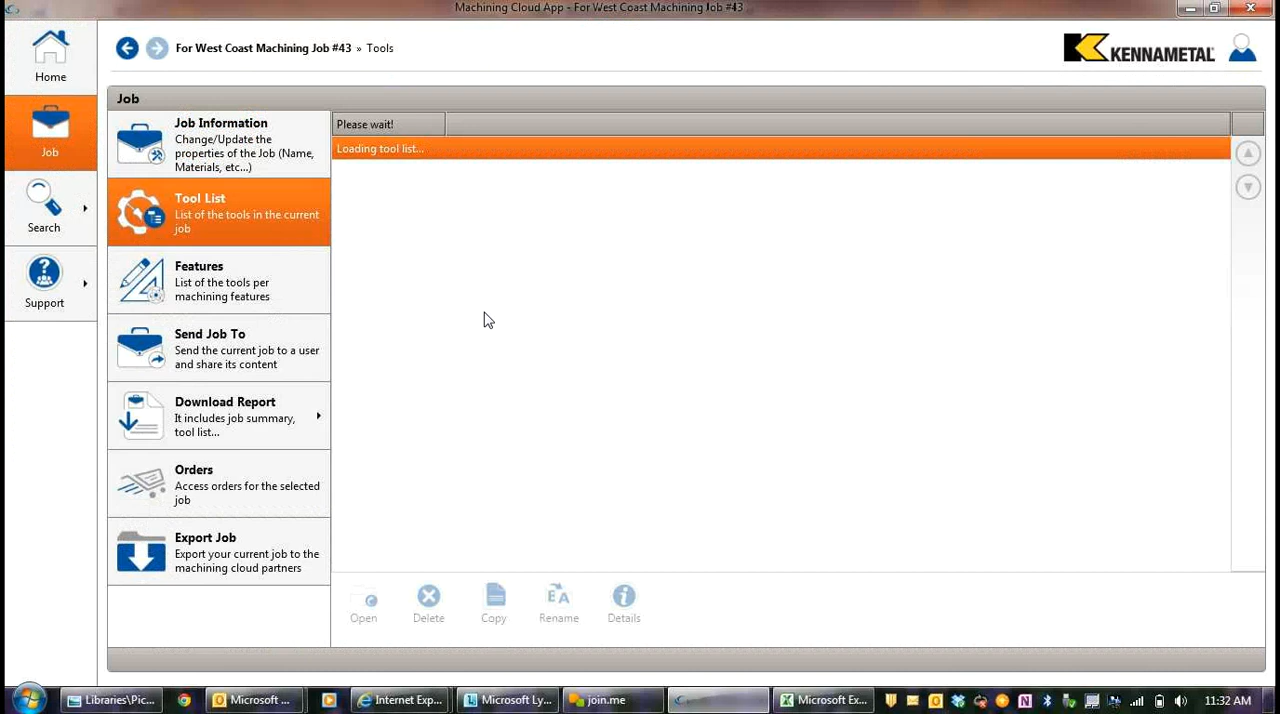 Machining Cloud App - For West Coast Machining Job #43
Home
Job
Search
Support
For West Coast Machining Job #43 » Tools
KENNAMETAL
Job
Job Information
Change/Update the
properties of the Job (Name,
Materials, etc...)
Tool List
List of the tools in the current
job
Features
List of the tools per
machining features
Send Job To
Send the current job to a user
and share its content
Download Report
It includes job summary,
tool list...
Orders
Access orders for the selected
job
Export Job
Export your current job to the
machining cloud partners
Please wait!
Loading tool list...
Open
Delete
Copy
Rename
Details
Libraries\Pic...
Microsoft ...
Internet Exp...
Microsoft Ly...
join.me
Microsoft Ex...
11:32 AM